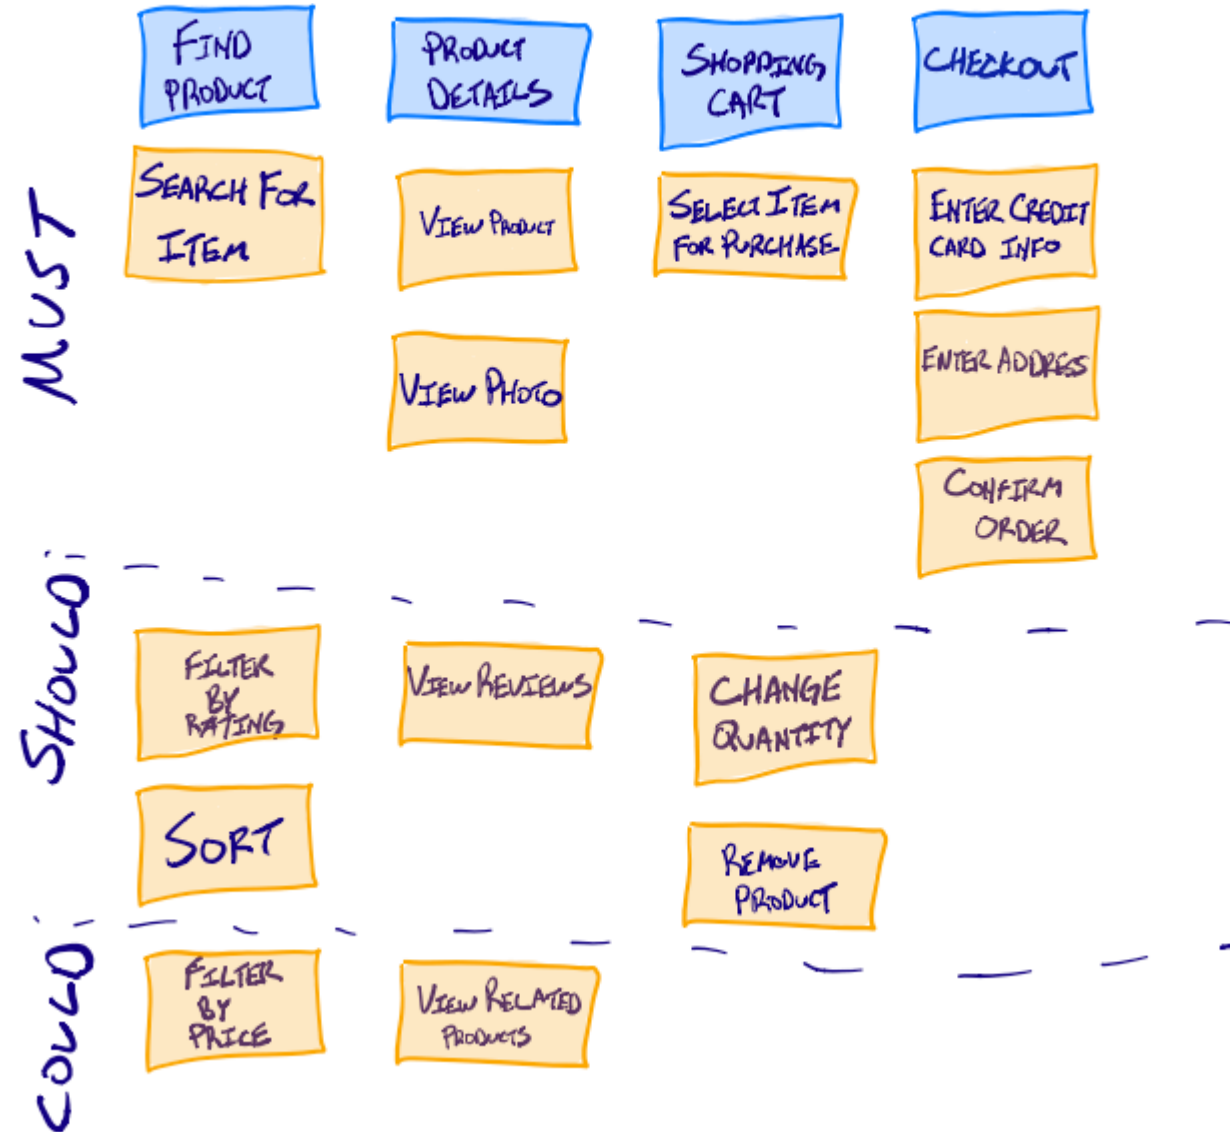 FIND
PRODUCT
PRODUCT
DETAILS
SHOPPING
CART
CHECKOUT
MUST
SEARCH FOR
ITEM
VIEW PRODUCT
SELECT ITEM
FOR PURCHASE
ENTER CREDIT
CARD INFO
VIEW PHOTO
ENTER ADDRESS
CONFIRM
ORDER
SHOULD
FILTER
BY
RATING
VIEW REVIEWS
CHANGE
QUANTITY
SORT
REMOVE
PRODUCT
COULD
FILTER
BY
PRICE
VIEW RELATED
PRODUCTS